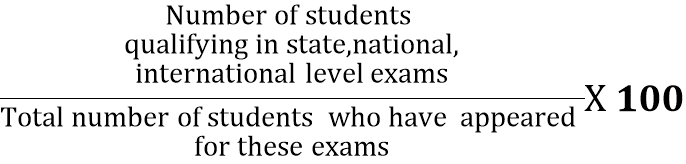 Number of students
qualifying in state,national,
international level exams
X 100
Total number of students who have appeared
for these exams